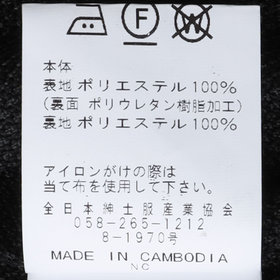 F
W
本体
表地 ポリエステル100%
(裏面 ポリウレタン樹脂加工)
裏地 ポリエステル100%
アイロンがけの際は
当て布を使用して下さい。
全日本紳士服産業協会
058-265-1212
8-1970号
MADE IN CAMBODIA
NC